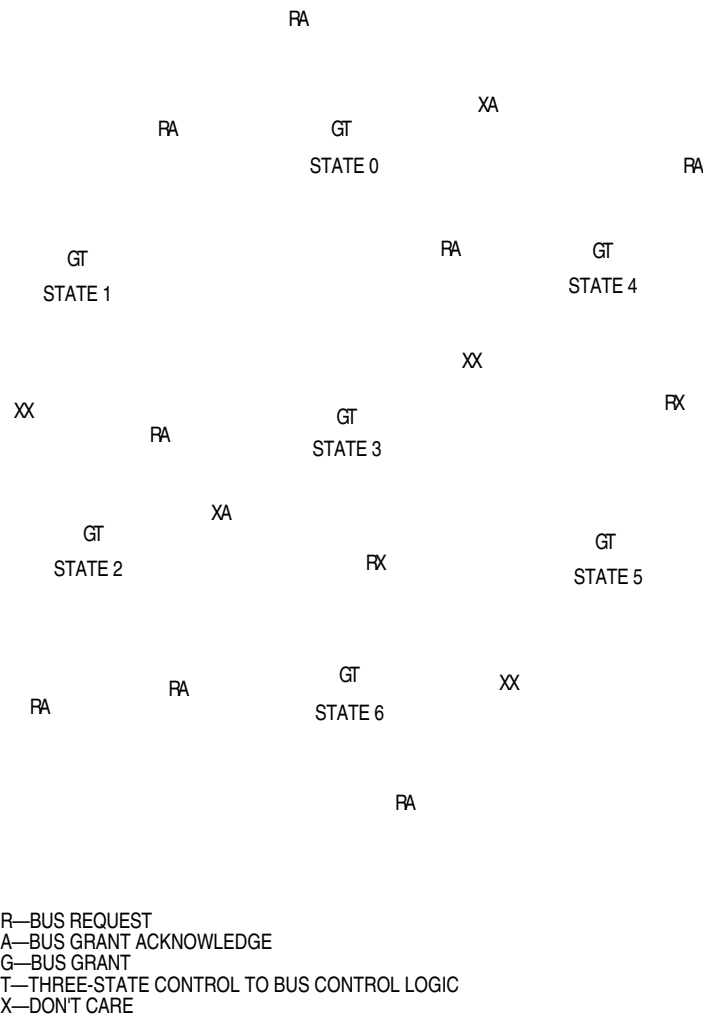 RA
XA
RA
GT
STATE 0
RA
RA
GT
GT
STATE 4
STATE 1
XX
RX
XX
GT
RA
STATE 3
XA
GT
GT
RX
STATE 2
STATE 5
GT
XX
RA
RA
STATE 6
RA
R—BUS REQUEST
A—BUS GRANT ACKNOWLEDGE
G—BUS GRANT
T—THREE-STATE CONTROL TO BUS CONTROL LOGIC
X—DON'T CARE